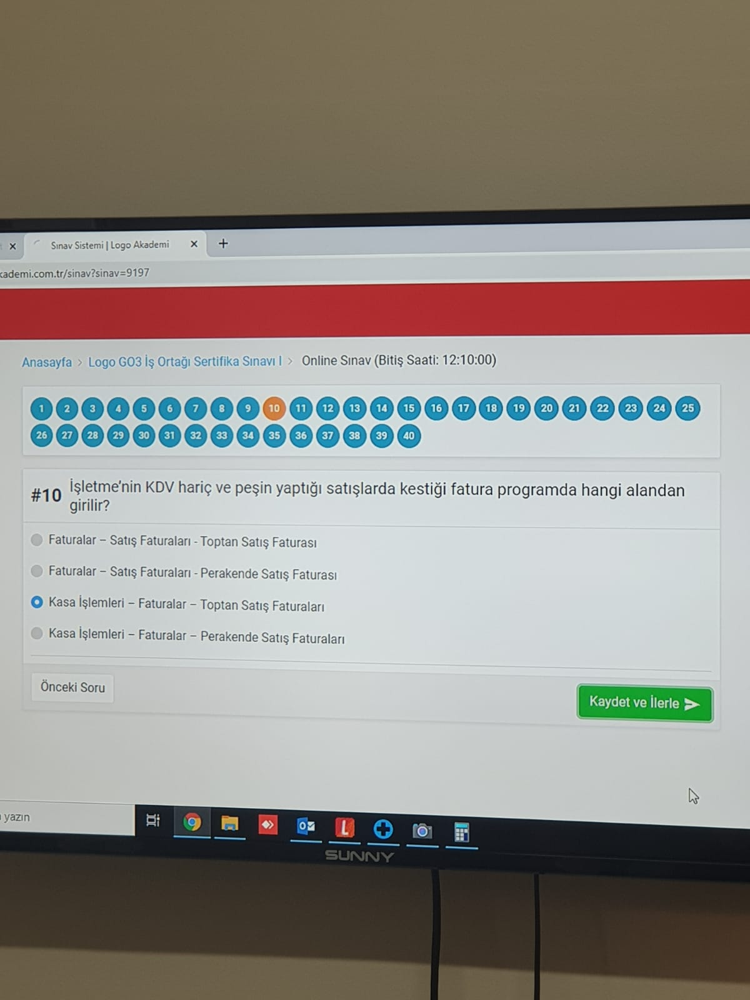 Sınav Sistemi | Logo Akademi
kademi.com.tr/sinav?sinav=9197
Anasayfa > Logo GO3 İş Ortağı Sertifika Sınavı I > Online Sınav (Bitiş Saati: 12:10:00)
1 2 3 4 5 6 7 8 9 10 11 12 13 14 15 16 17 18 19 20 21 22 23 24 25
26 27 28 29 30 31 32 33 34 35 36 37 38 39 40
#10 İşletme'nin KDV hariç ve peşin yaptığı satışlarda kestiği fatura programda hangi alandan
girilir?
Faturalar – Satış Faturaları - Toptan Satış Faturası
Faturalar – Satış Faturaları - Perakende Satış Faturası
Kasa İşlemleri – Faturalar – Toptan Satış Faturaları
Kasa İşlemleri – Faturalar – Perakende Satış Faturaları
Önceki Soru
Kaydet ve İlerle
yazın
SUNNY